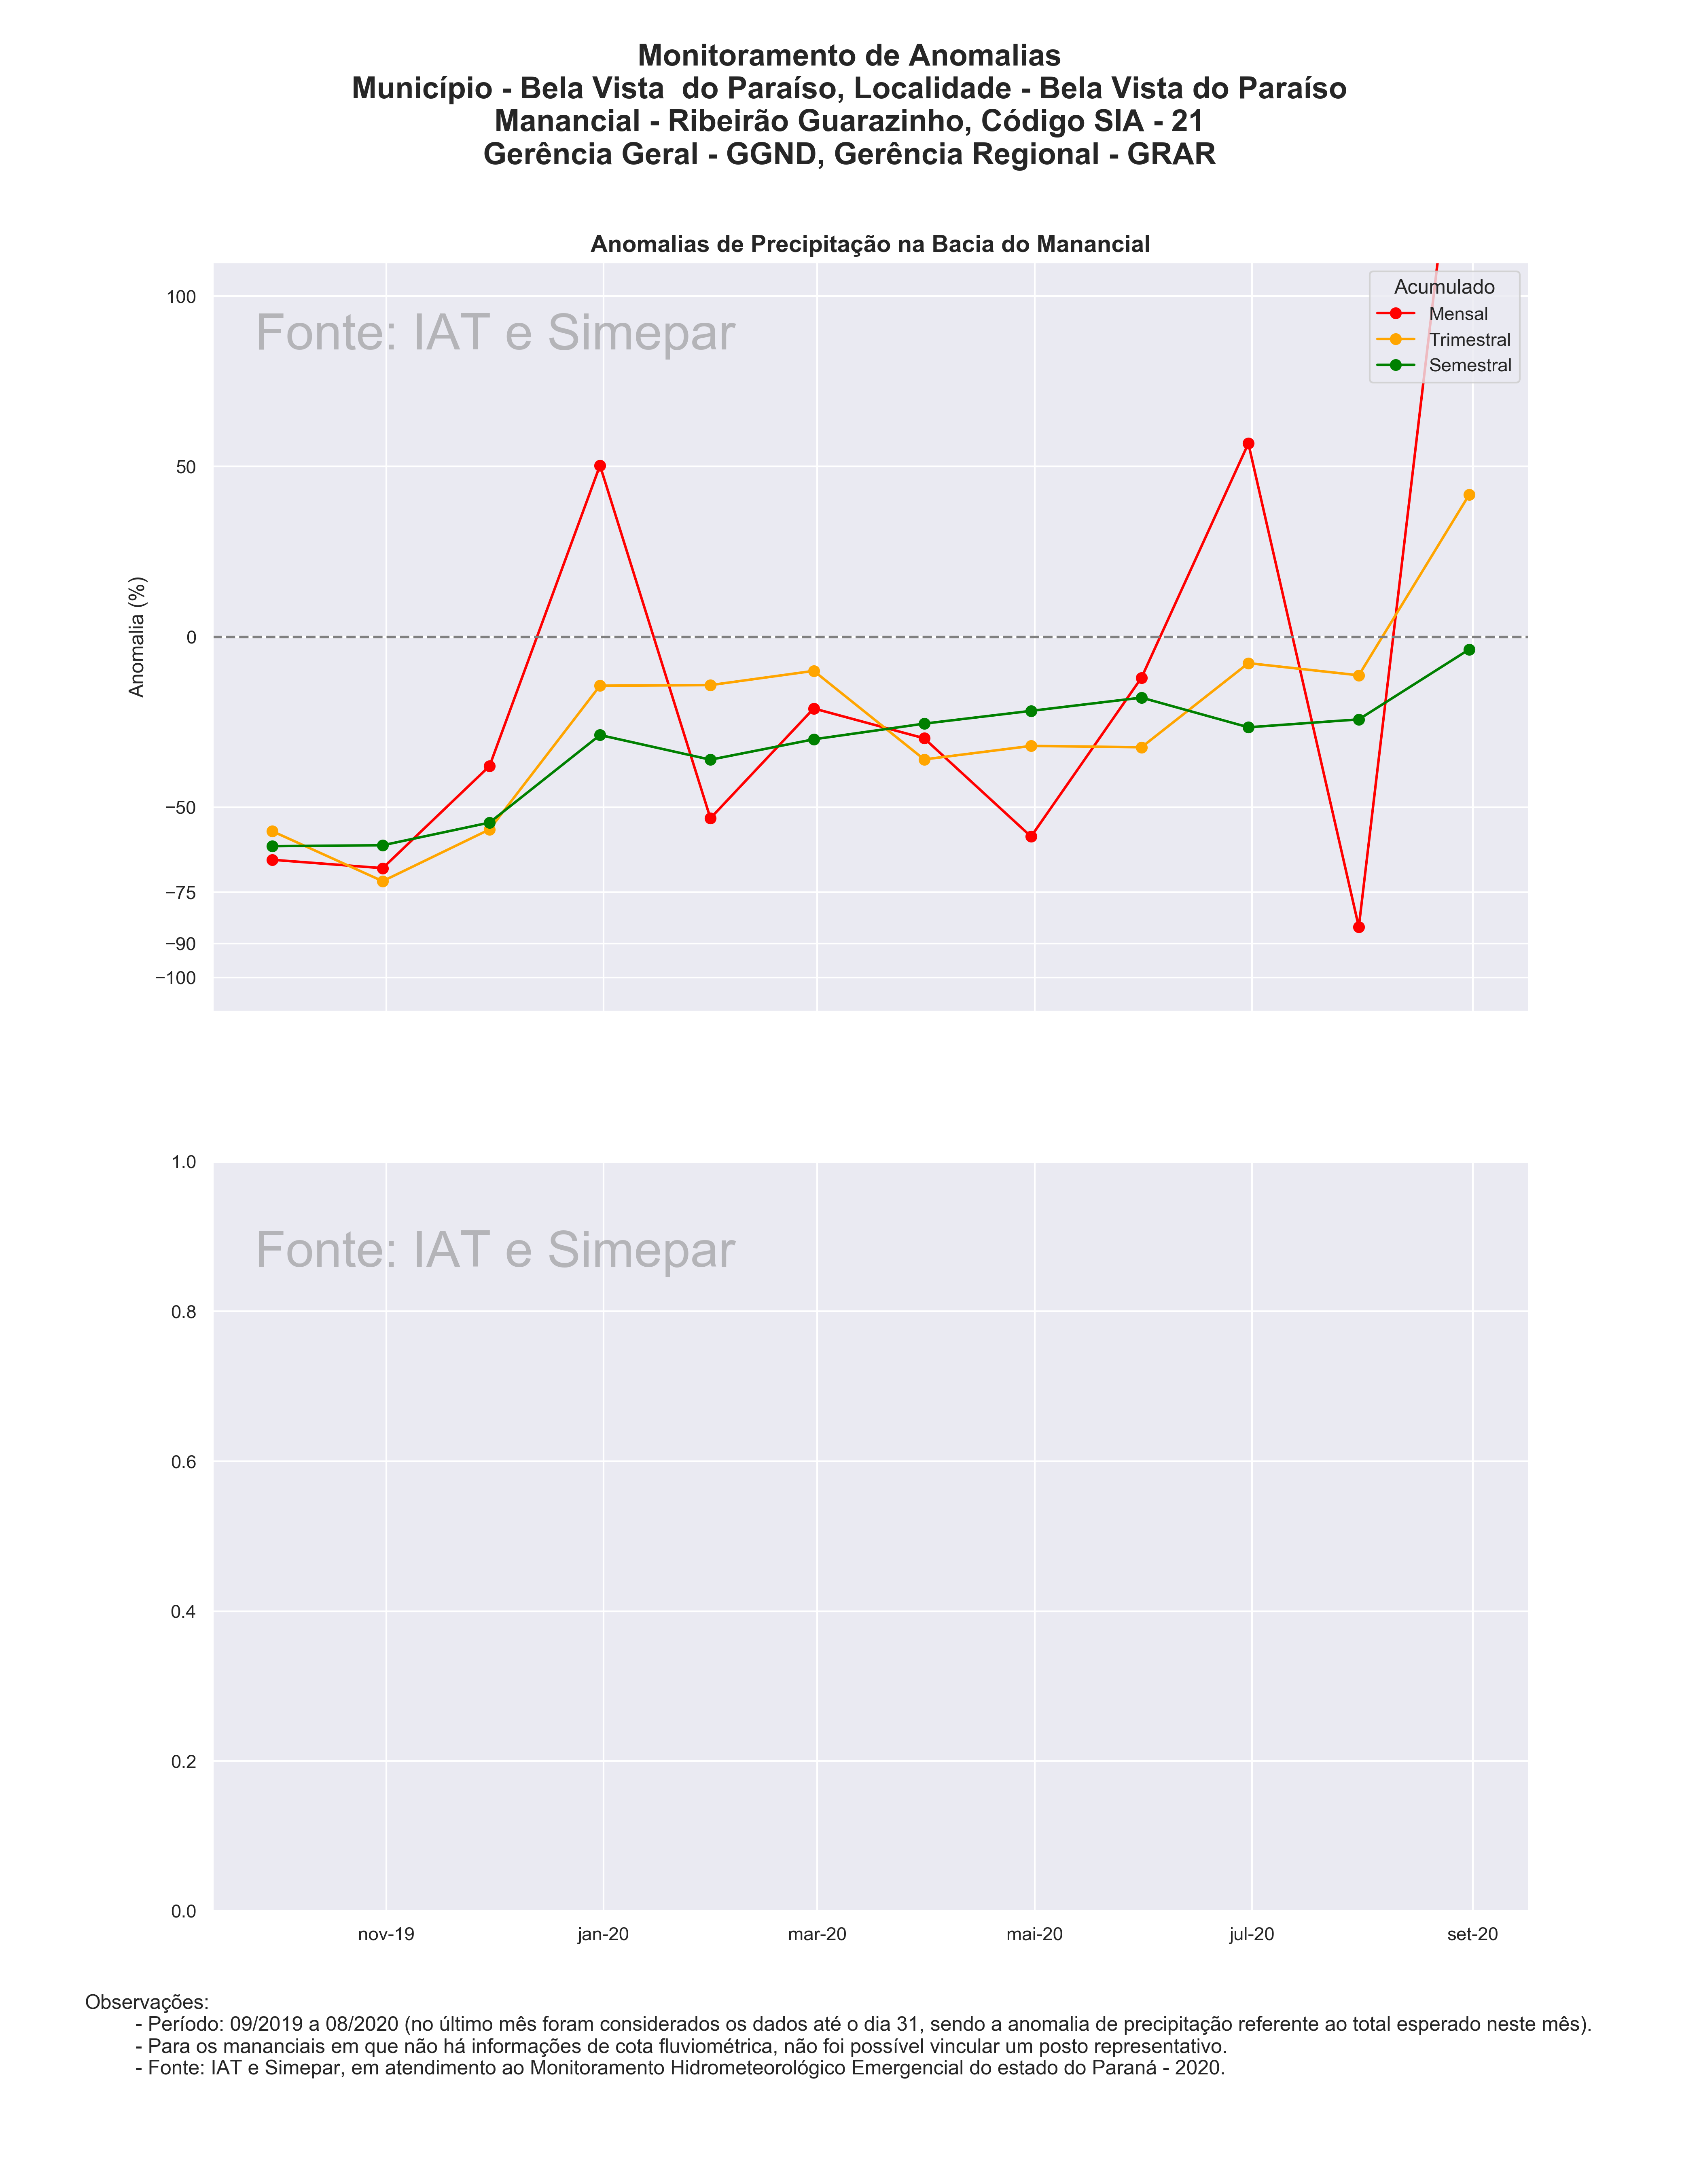 Monitoramento de Anomalias
Município - Bela Vista  do Paraíso, Localidade - Bela Vista do Paraíso
Manancial - Ribeirão Guarazinho, Código SIA - 21
Gerência Geral - GGND, Gerência Regional - GRAR
Anomalias de Precipitação na Bacia do Manancial
Fonte: IAT e Simepar
Acumulado
Mensal
Trimestral
Semestral
Anomalia (%)
100
50
0
−50
−75
−90
−100
Fonte: IAT e Simepar
1.0
0.8
0.6
0.4
0.2
0.0
nov-19 jan-20 mar-20 mai-20 jul-20 set-20
Observações:
- Período: 09/2019 a 08/2020 (no último mês foram considerados os dados até o dia 31, sendo a anomalia de precipitação referente ao total esperado neste mês).
- Para os mananciais em que não há informações de cota fluviométrica, não foi possível vincular um posto representativo.
- Fonte: IAT e Simepar, em atendimento ao Monitoramento Hidrometeorológico Emergencial do estado do Paraná - 2020.